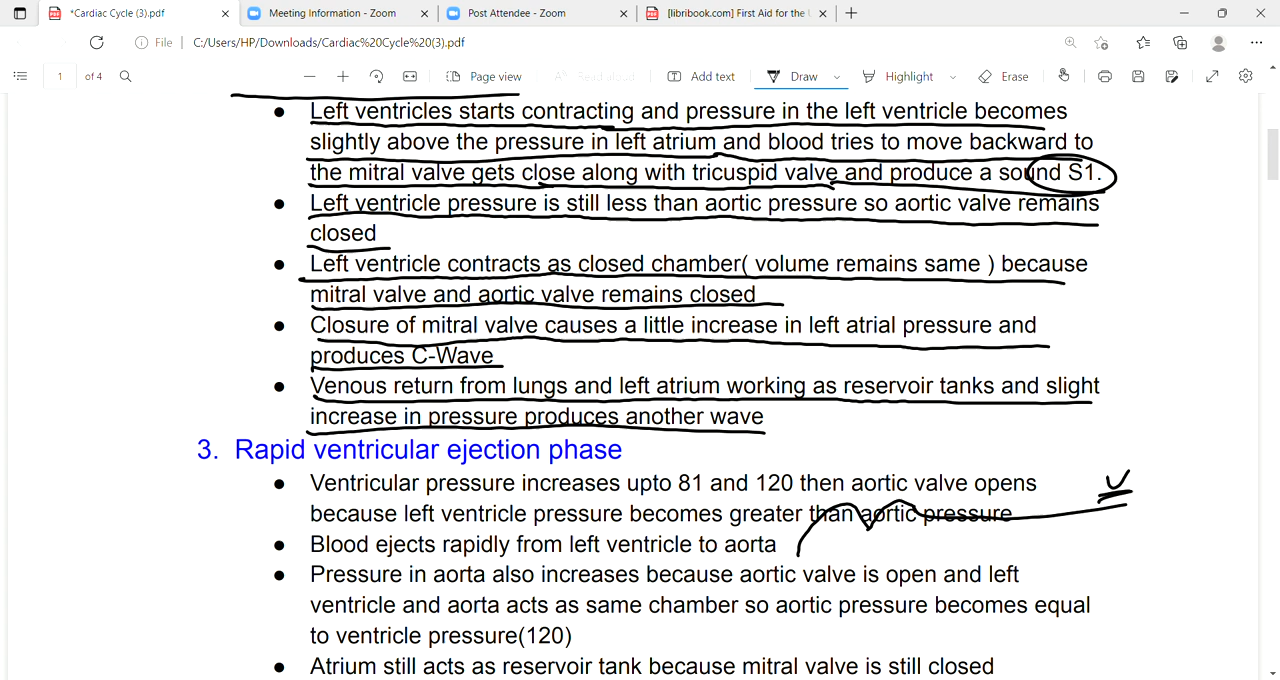 *Cardiac Cycle (3).pdf
Meeting Information - Zoom
Post Attendee - Zoom
[libribook.com] First Aid for the U
File C:/Users/HP/Downloads/Cardiac%20Cycle%20(3).pdf
1 of 4 Page view Read aloud Add text Draw Highlight Erase
Left ventricles starts contracting and pressure in the left ventricle becomes
slightly above the pressure in left atrium and blood tries to move backward to
the mitral valve gets close along with tricuspid valve and produce a sound S1.
Left ventricle pressure is still less than aortic pressure so aortic valve remains
closed
Left ventricle contracts as closed chamber( volume remains same ) because
mitral valve and aortic valve remains closed
Closure of mitral valve causes a little increase in left atrial pressure and
produces C-Wave
Venous return from lungs and left atrium working as reservoir tanks and slight
increase in pressure produces another wave
3. Rapid ventricular ejection phase
Ventricular pressure increases upto 81 and 120 then aortic valve opens
because left ventricle pressure becomes greater than aortic pressure
Blood ejects rapidly from left ventricle to aorta
Pressure in aorta also increases because aortic valve is open and left
ventricle and aorta acts as same chamber so aortic pressure becomes equal
to ventricle pressure(120)
Atrium still acts as reservoir tank because mitral valve is still closed